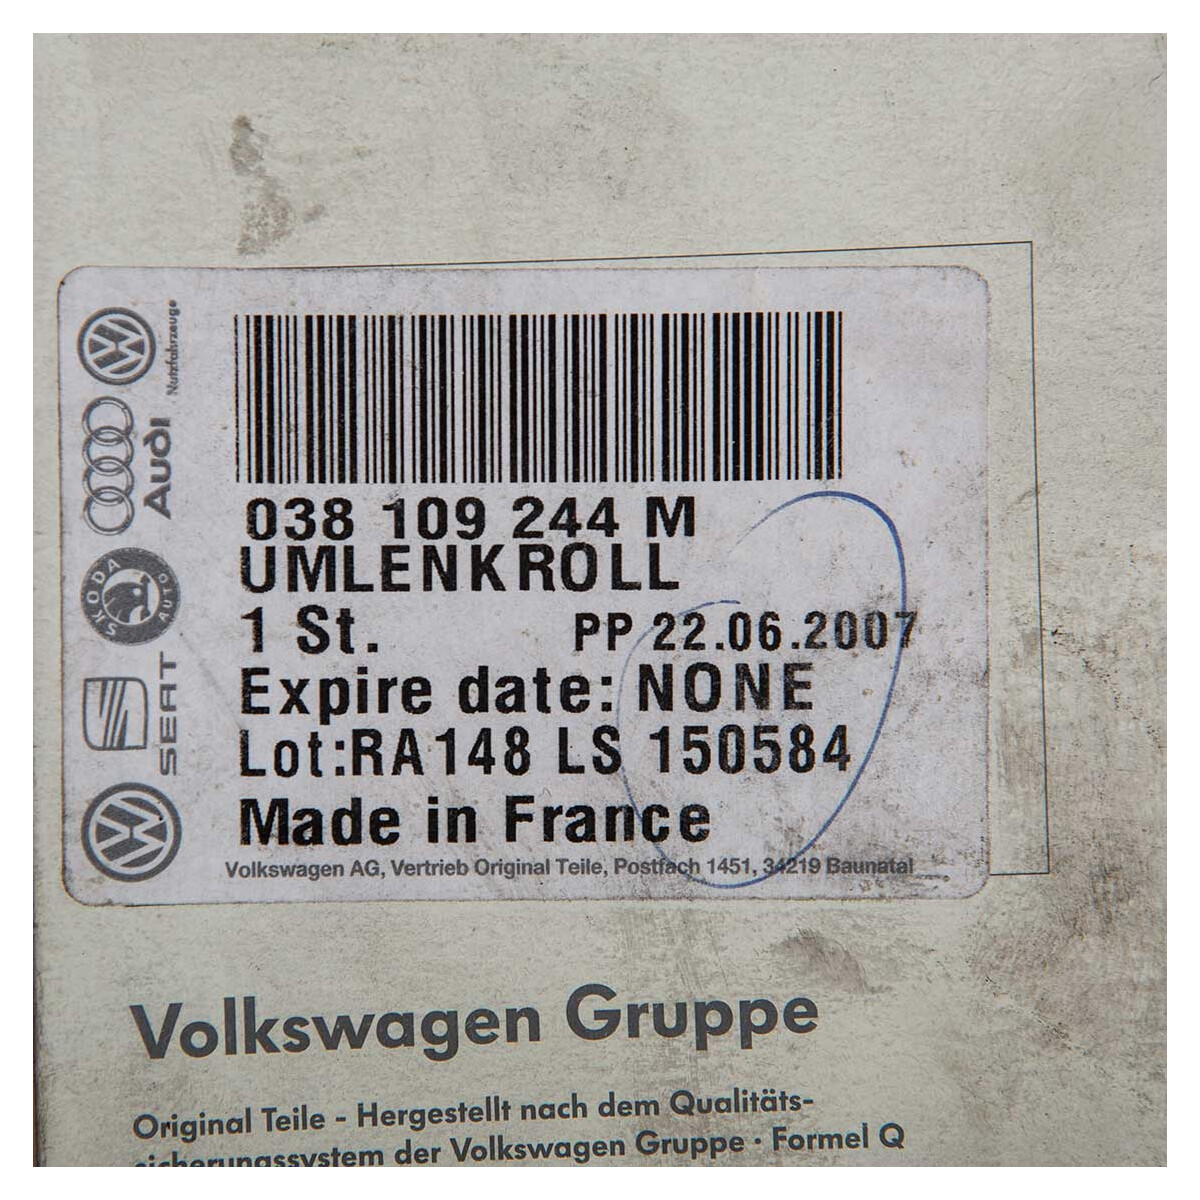 Nutzfahrzeuge
Audi
SKODA AUTO
SEAT
038 109 244 M
UMLENKROLL
1 St. PP 22.06.2007
Expire date: NONE
Lot:RA148 LS 150584
Made in France
Volkswagen AG, Vertrieb Original Teile, Postfach 1451, 34219 Baunatal
Volkswagen Gruppe
Original Teile - Hergestellt nach dem Qualitäts-
sicherungssystem der Volkswagen Gruppe · Formel Q